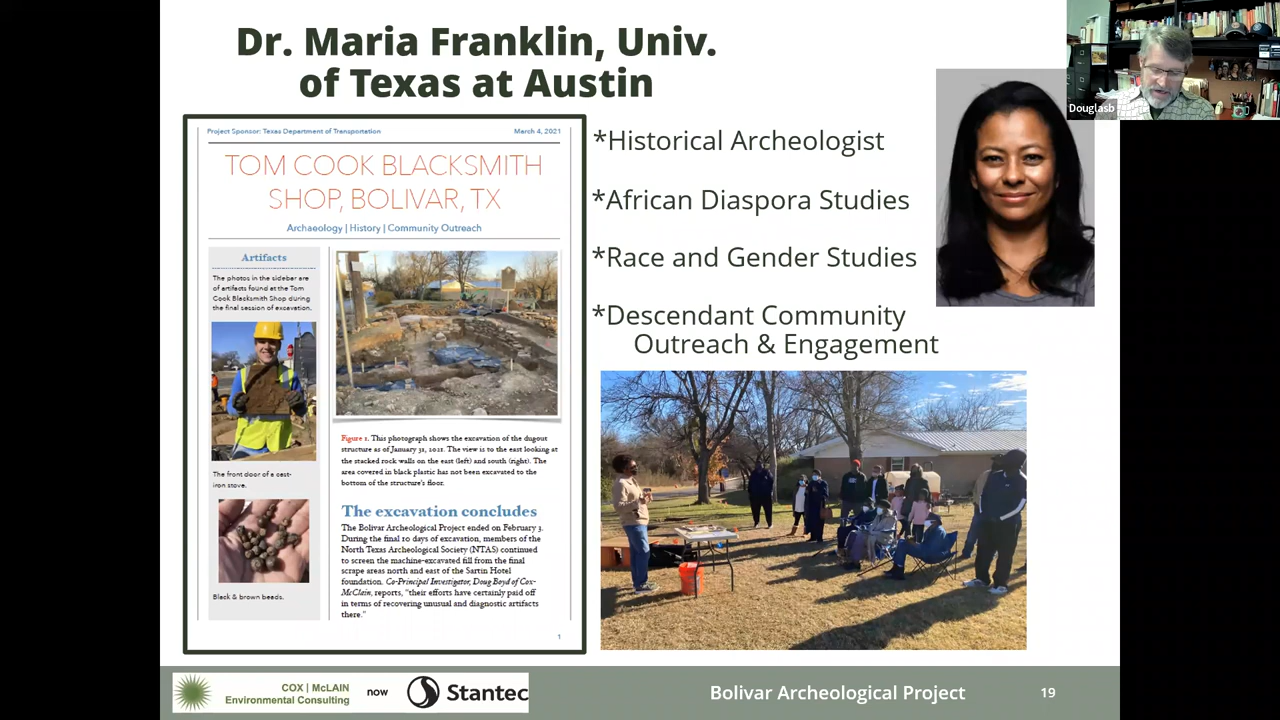 Dr. Maria Franklin, Univ.
of Texas at Austin
Project Sponsor: Texas Department of Transportation
March 4, 2021
TOM COOK BLACKSMITH
SHOP, BOLIVAR, TX
Archaeology | History | Community Outreach
Artifacts
The photos in the sidebar are
of artifacts found at the Tom
Cook Blacksmith Shop during
the final session of excavation.
The front door of a cast-
iron stove.
Black & brown beads.
Figure 1. This photograph shows the excavation of the dugout
structure as of January 31, 2021. The view is to the east looking at
the stacked rock walls on the east (left) and south (right). The
area covered in black plastic has not been excavated to the
bottom of the structure's floor.
The excavation concludes
The Bolivar Archeological Project ended on February 3.
During the final 10 days of excavation, members of the
North Texas Archeological Society (NTAS) continued
to screen the machine-excavated fill from the final
scrape areas north and east of the Sartin Hotel
foundation. Co-Principal Investigator, Doug Boyd of Cox-
McClain, reports, "their efforts have certainly paid off
in terms of recovering unusual and diagnostic artifacts
there."
1
*Historical Archeologist
*African Diaspora Studies
*Race and Gender Studies
*Descendant Community
Outreach & Engagement
Douglasb
COX | McLAIN
Environmental Consulting
now
Stantec
Bolivar Archeological Project
19